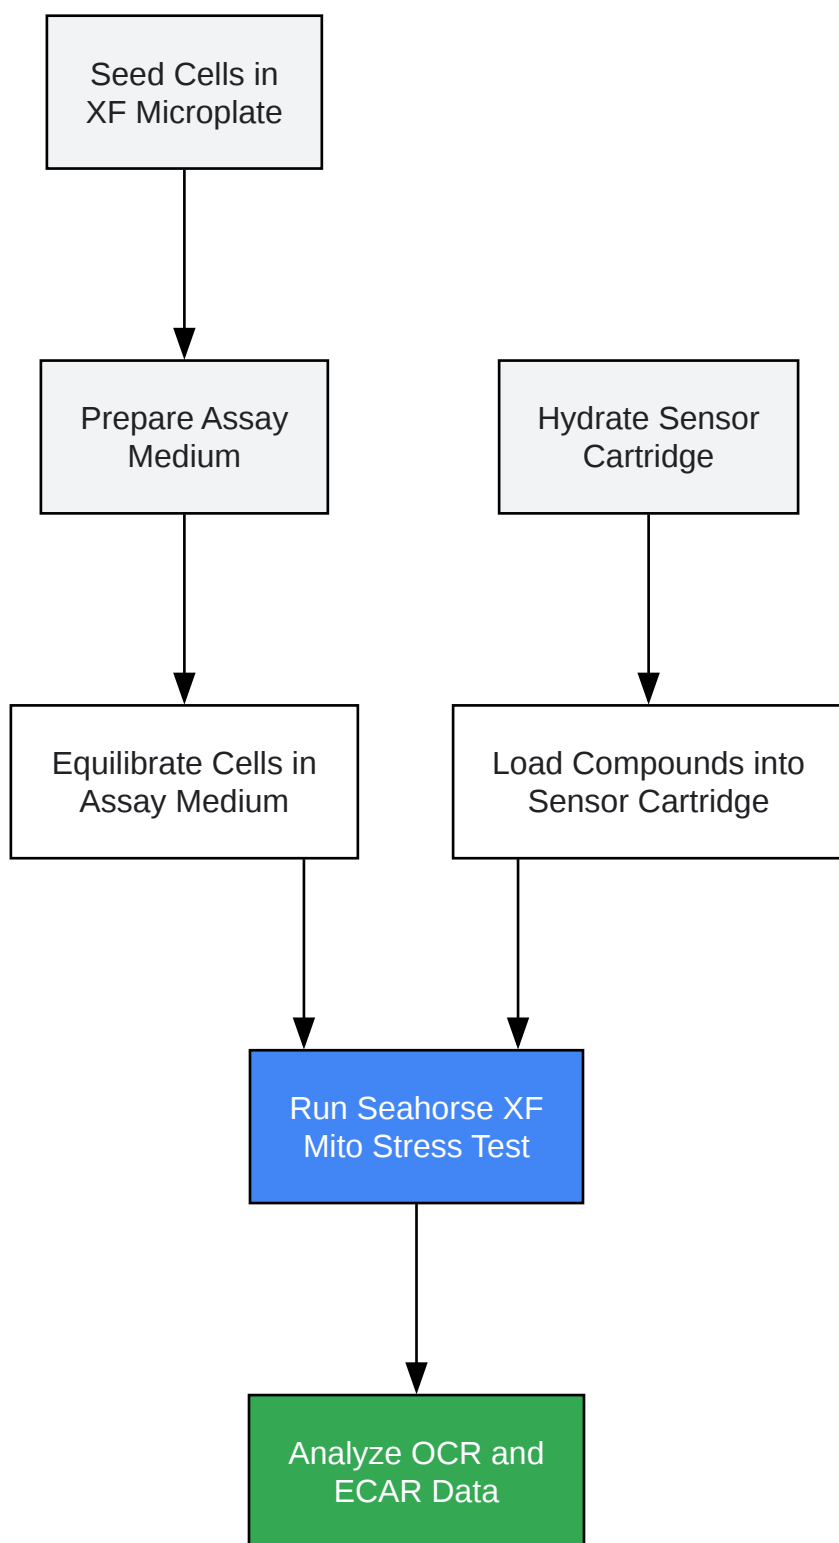 Seed Cells in
XF Microplate
Prepare Assay
Medium
Hydrate Sensor
Cartridge
Equilibrate Cells in
Assay Medium
Load Compounds into
Sensor Cartridge
Run Seahorse XF
Mito Stress Test
Analyze OCR and
ECAR Data